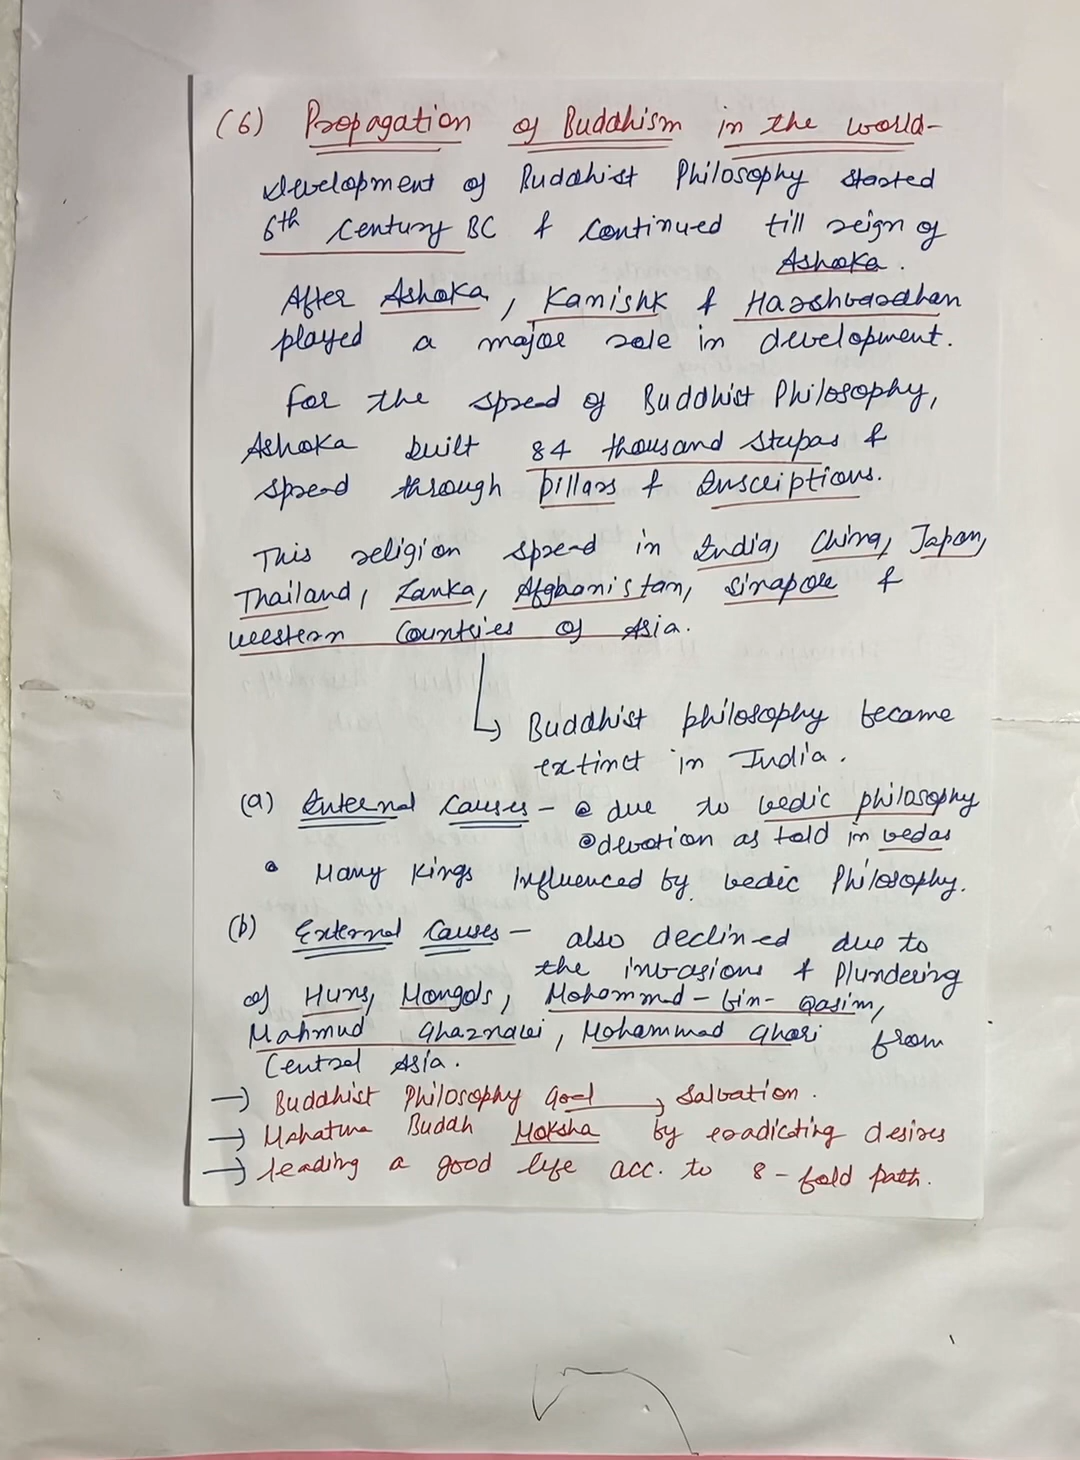 (6) Propagation of Buddhism in the world-
development of Buddhist Philosophy started
6th Century BC & continued till reign of
Ashoka.
After Ashoka, Kanishk & Harshvardhan
played a major role in development.
for the spread of Buddhist Philosophy,
Ashoka built 84 thousand stupas &
spread through pillars & Inscriptions.
This religion spread in India, China, Japan,
Thailand, Lanka, Afghanistan, Sinapore &
western Countries of Asia.
Buddhist philosophy became
extinct in India.
(a) Internal Causes - due to vedic philosophy
devotion as told in vedas
• Many Kings Influenced by vedic Philosophy.
(b) External Causes - also declined due to
the invasions & Plundering
of Huns, Mongols, Mohammad-bin-Qasim,
Mahmud Ghaznavi, Mohammad Ghori from
Central Asia.
→ Buddhist Philosophy Goal → Salvation.
→ Mahatma Buddh Moksha by eradicating desires
→ leading a good life acc. to 8-fold path.